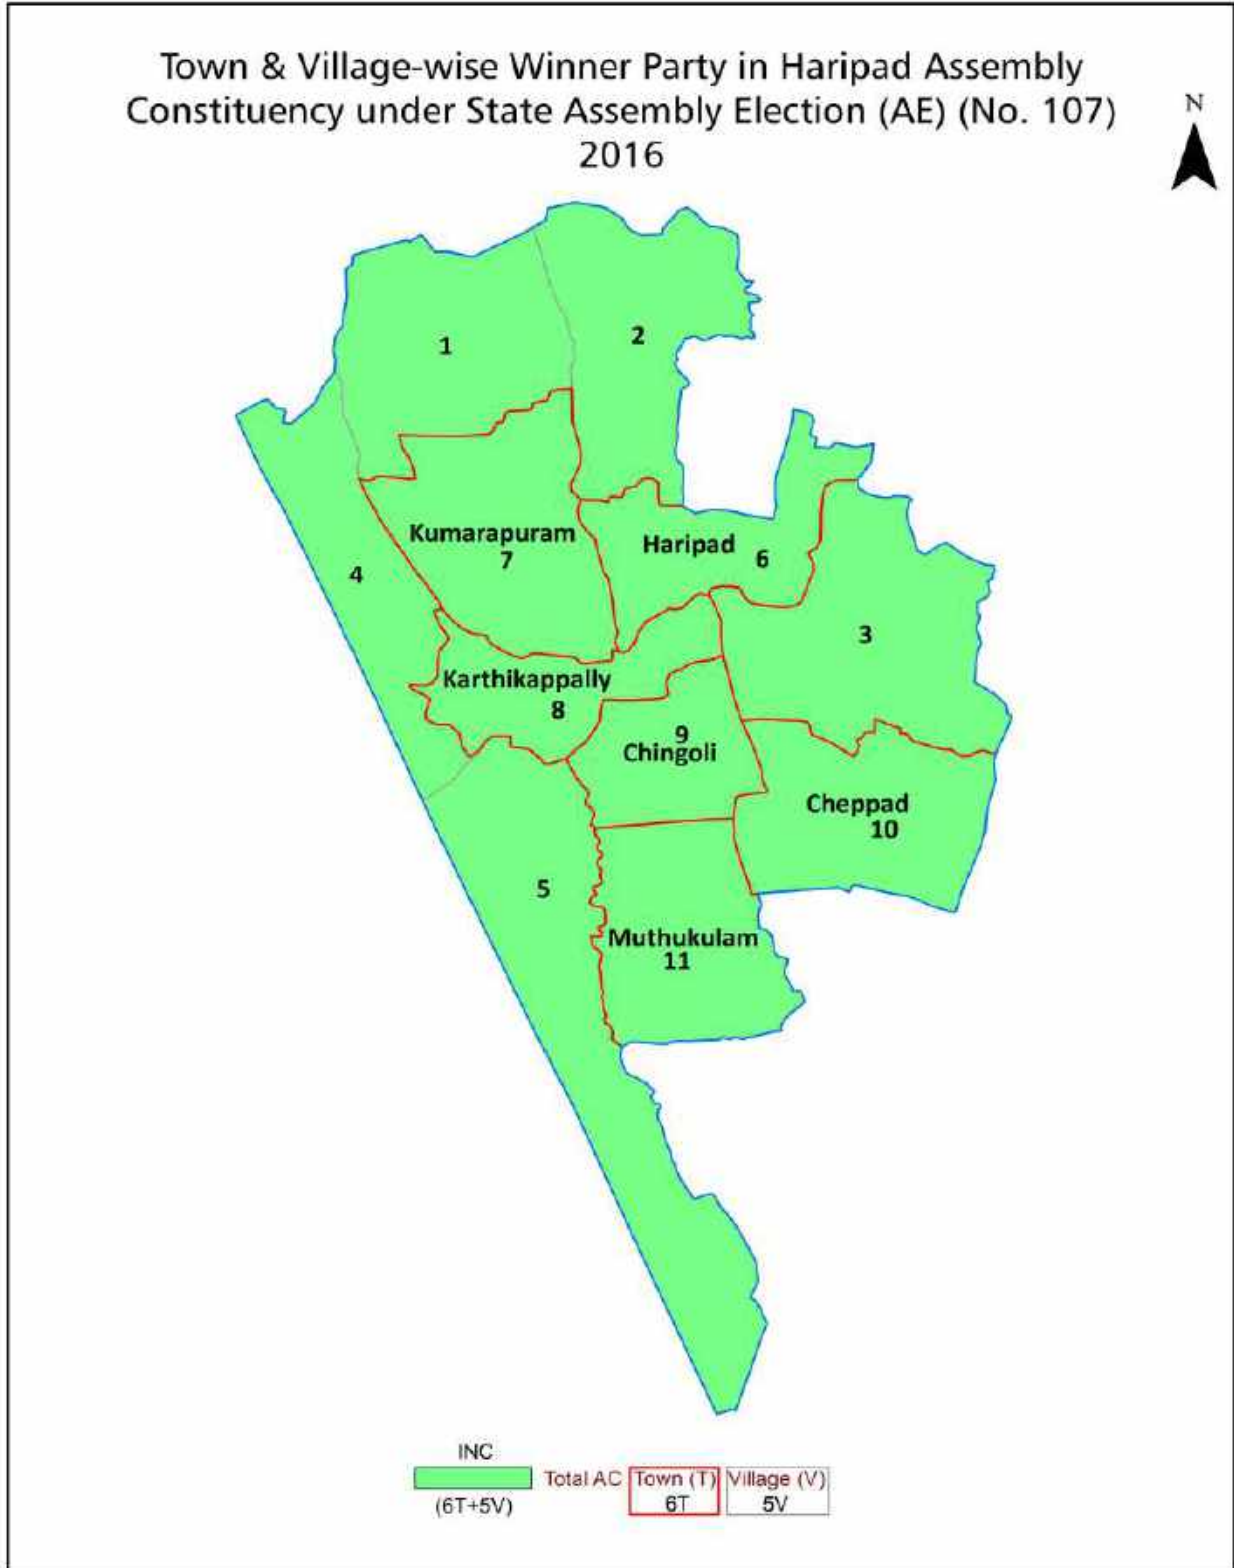 Town & Village-wise Winner Party in Haripad Assembly
Constituency under State Assembly Election (AE) (No. 107)
2016
N
1
2
Kumarapuram
7
Haripad
6
4
3
Karthikappally
8
9
Chingoli
Cheppad
10
5
Muthukulam
11
INC
(6T+5V)
Total AC
Town (T)
6T
Village (V)
5V